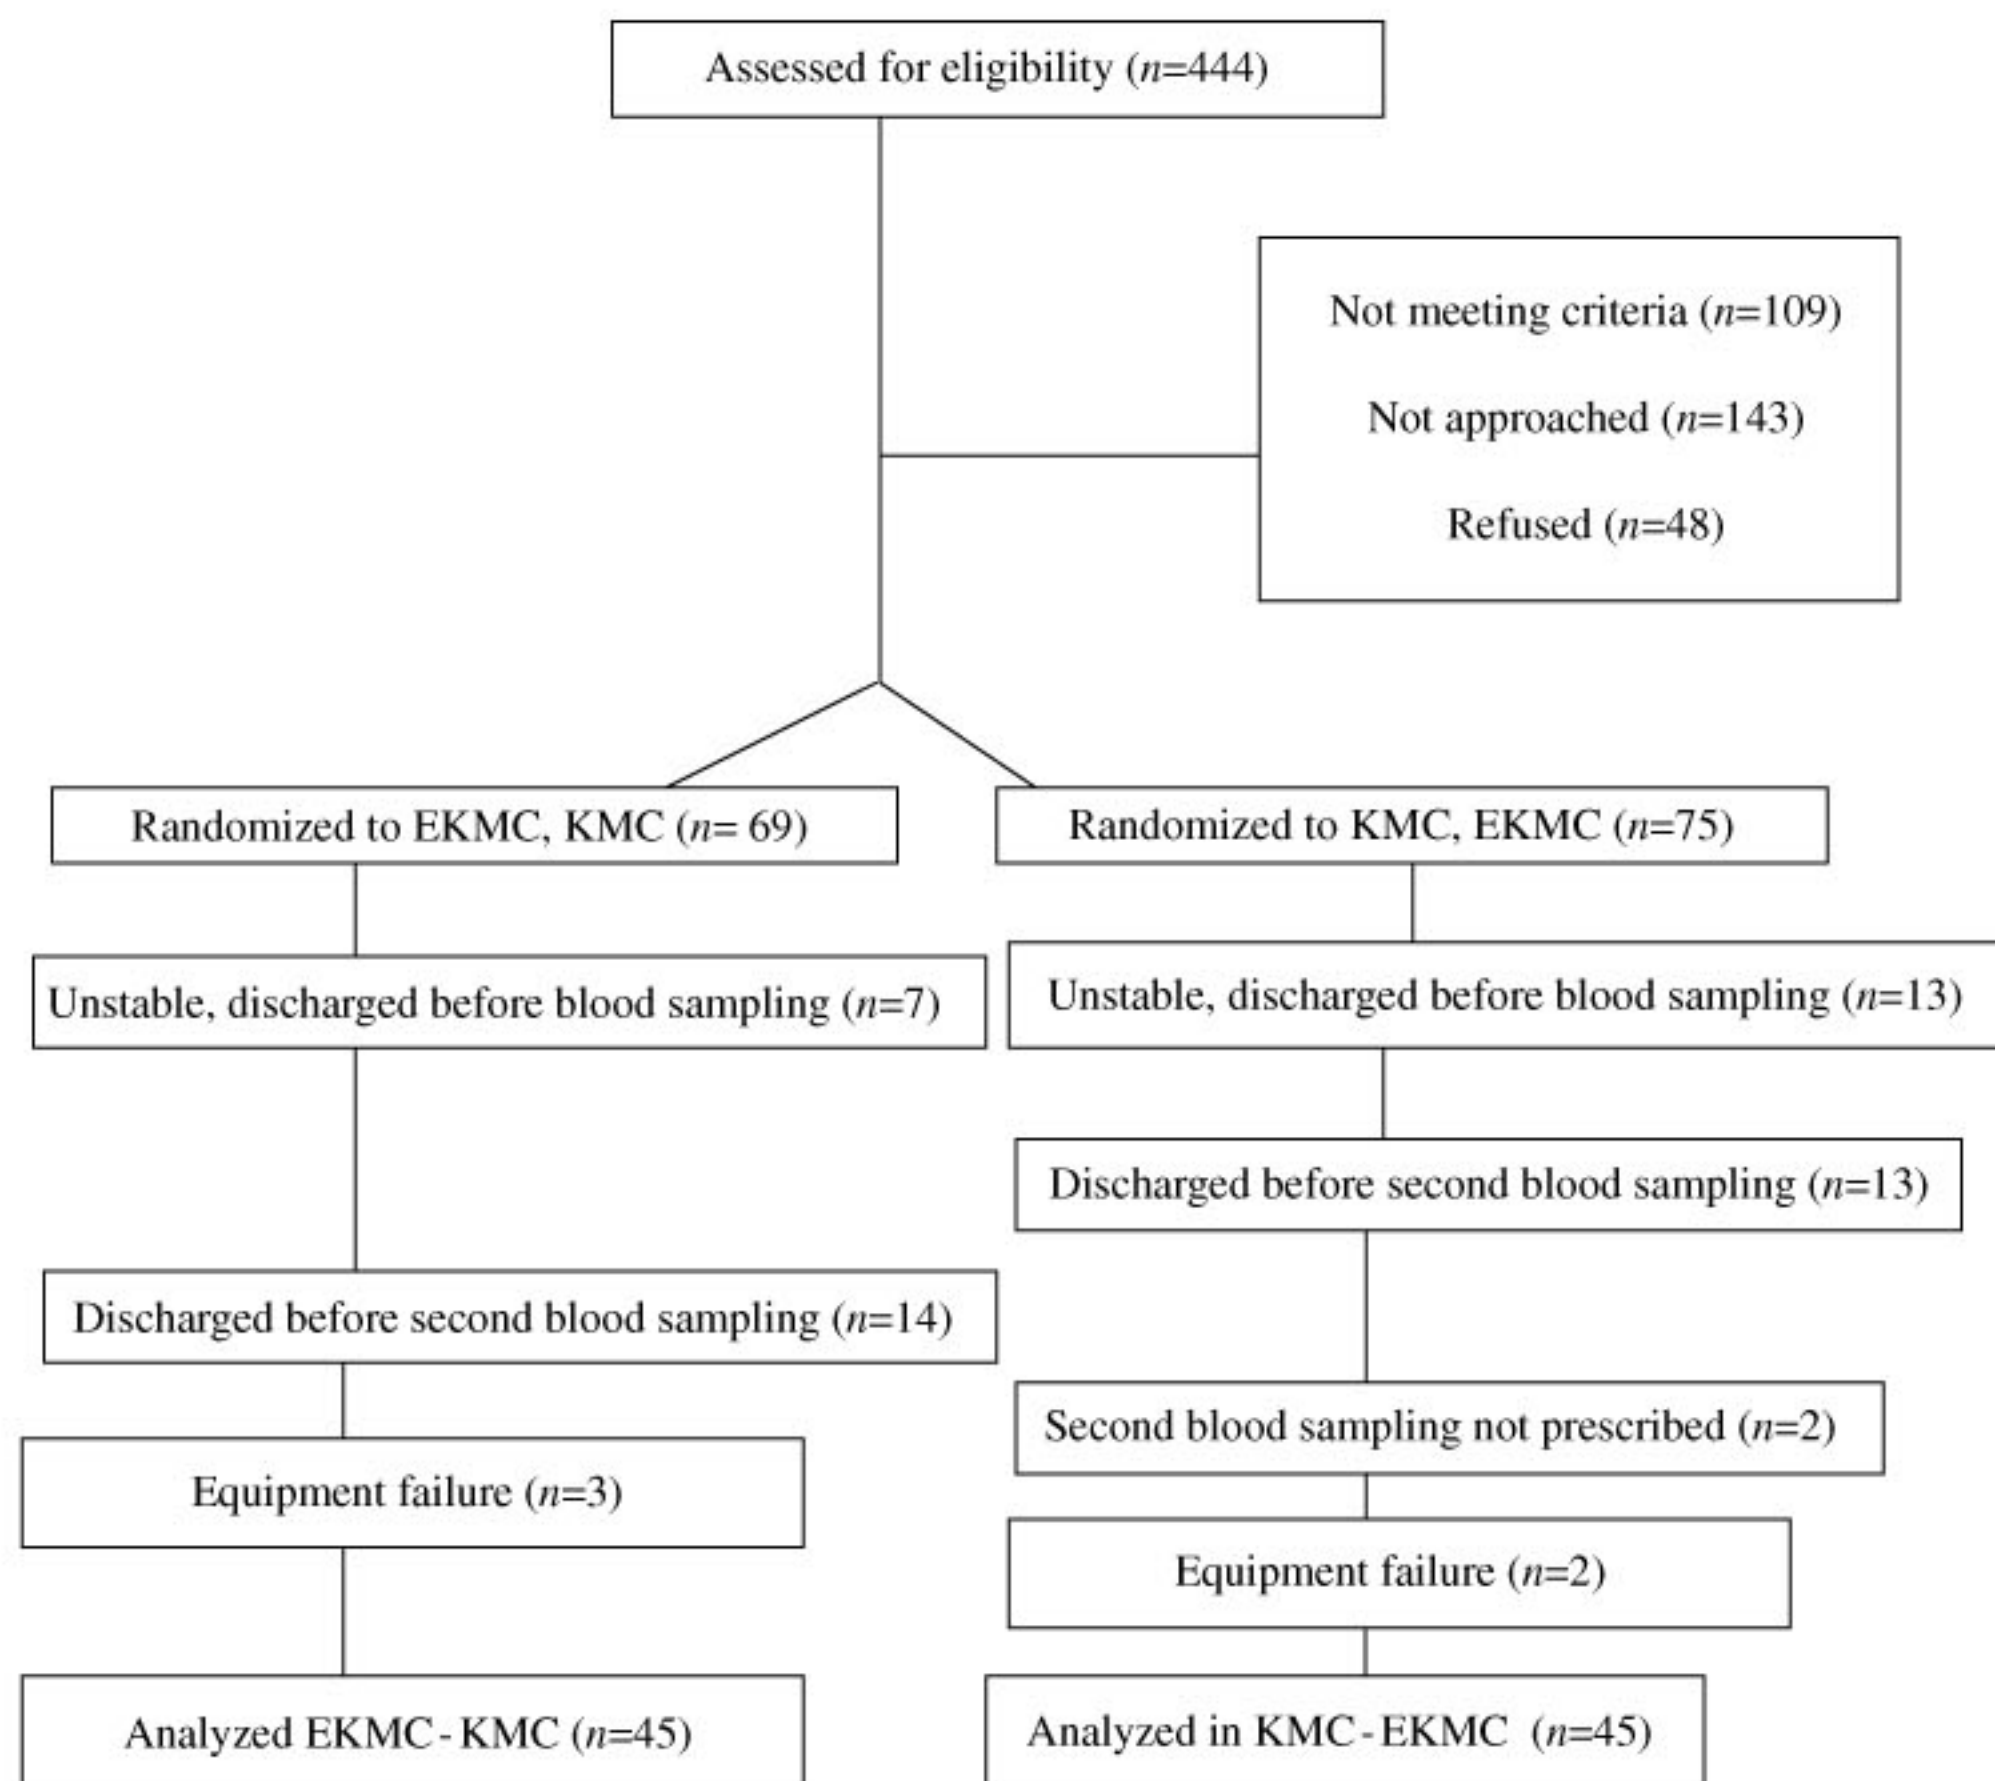 Assessed for eligibility (n=444)
Not meeting criteria (n=109)
Not approached (n=143)
Refused (n=48)
Randomized to EKMC, KMC (n= 69)
Randomized to KMC, EKMC (n=75)
Unstable, discharged before blood sampling (n=7)
Unstable, discharged before blood sampling (n=13)
Discharged before second blood sampling (n=13)
Discharged before second blood sampling (n=14)
Second blood sampling not prescribed (n=2)
Equipment failure (n=3)
Equipment failure (n=2)
Analyzed EKMC-KMC (n=45)
Analyzed in KMC-EKMC (n=45)